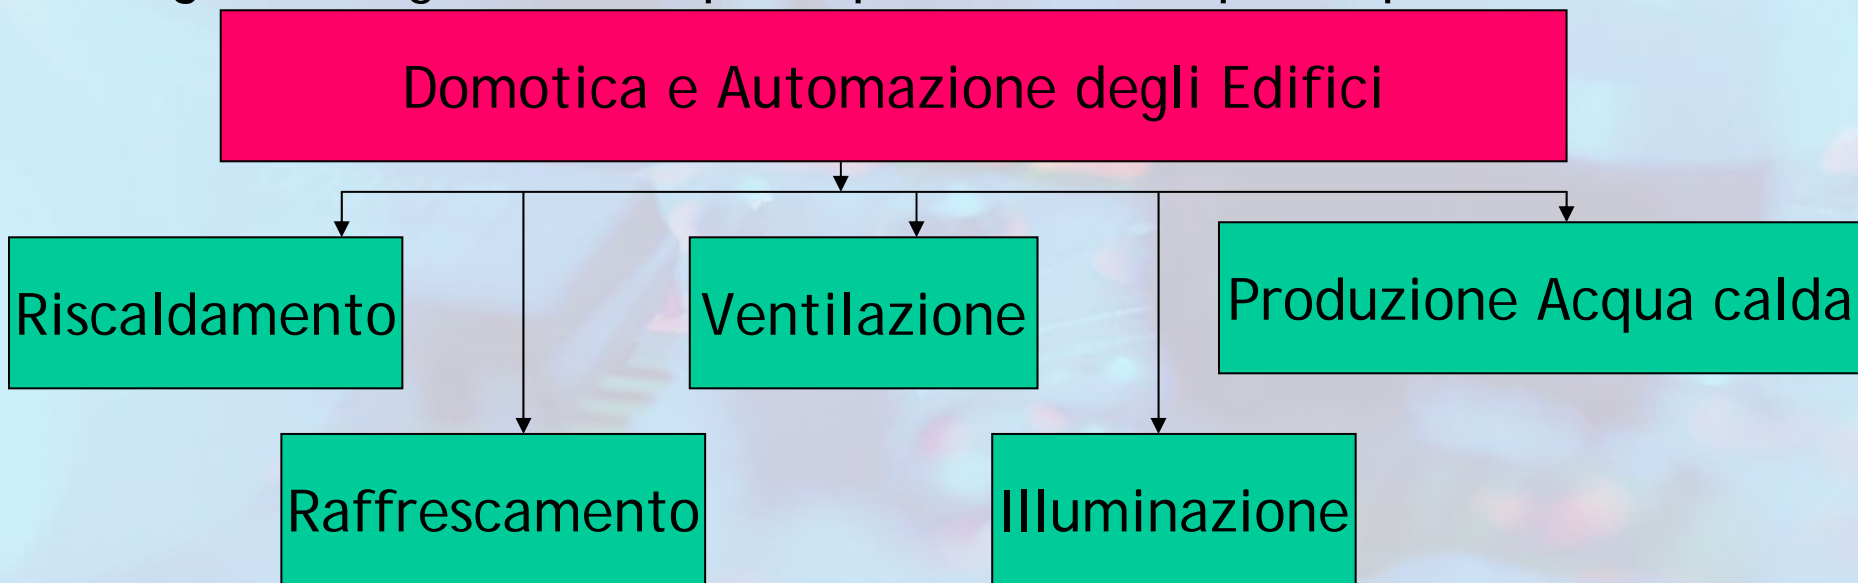 Domotica e Automazione degli Edifici
Riscaldamento
Ventilazione
Produzione Acqua calda
Raffrescamento
Illuminazione